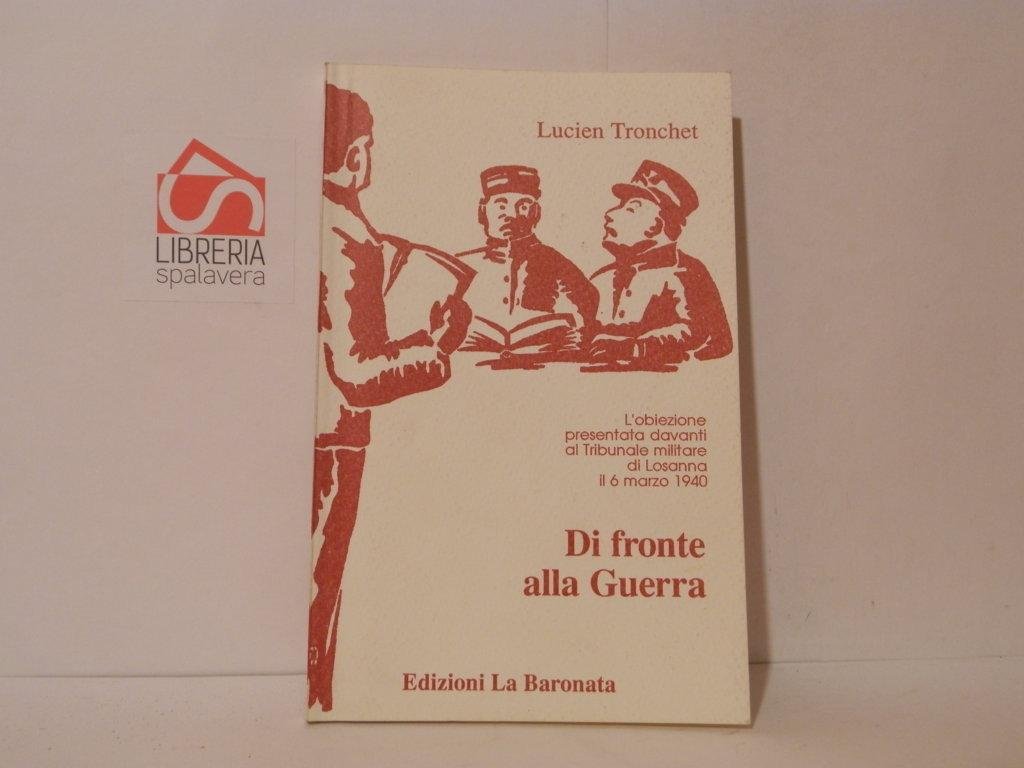 LIBRERIA
spalavera
Lucien Tronchet
L'obiezione
presentata davanti
al Tribunale militare
di Losanna
il 6 marzo 1940
Di fronte
alla Guerra
Edizioni La Baronata